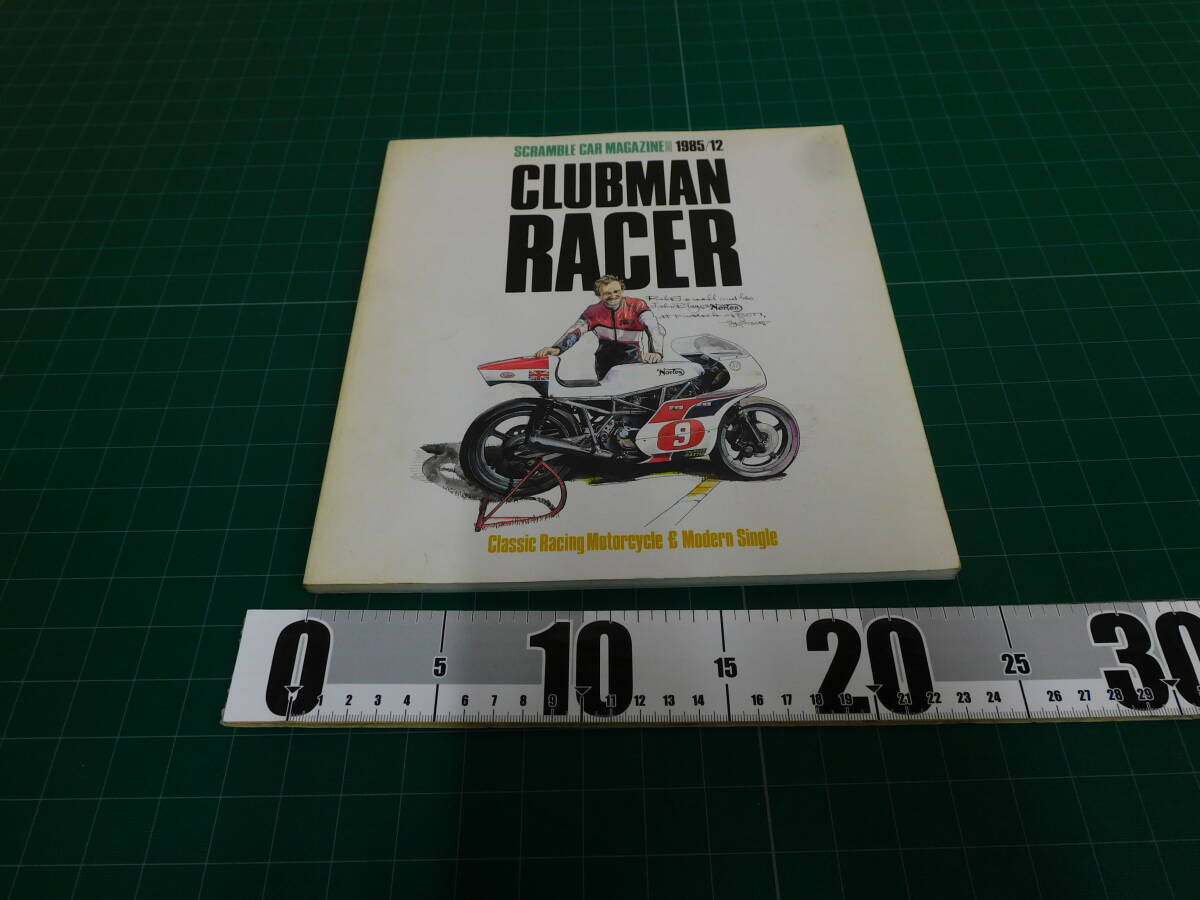 SCRAMBLE CAR MAGAZINE 1985/12
CLUBMAN
RACER
Norton
Norton
9
Classic Racing Motorcycle & Modern Single
0 5 10 15 20 25 30
1 2 3 4 6 7 8 9 11 12 13 14 16 17 18 19 21 22 23 24 26 27 28 29